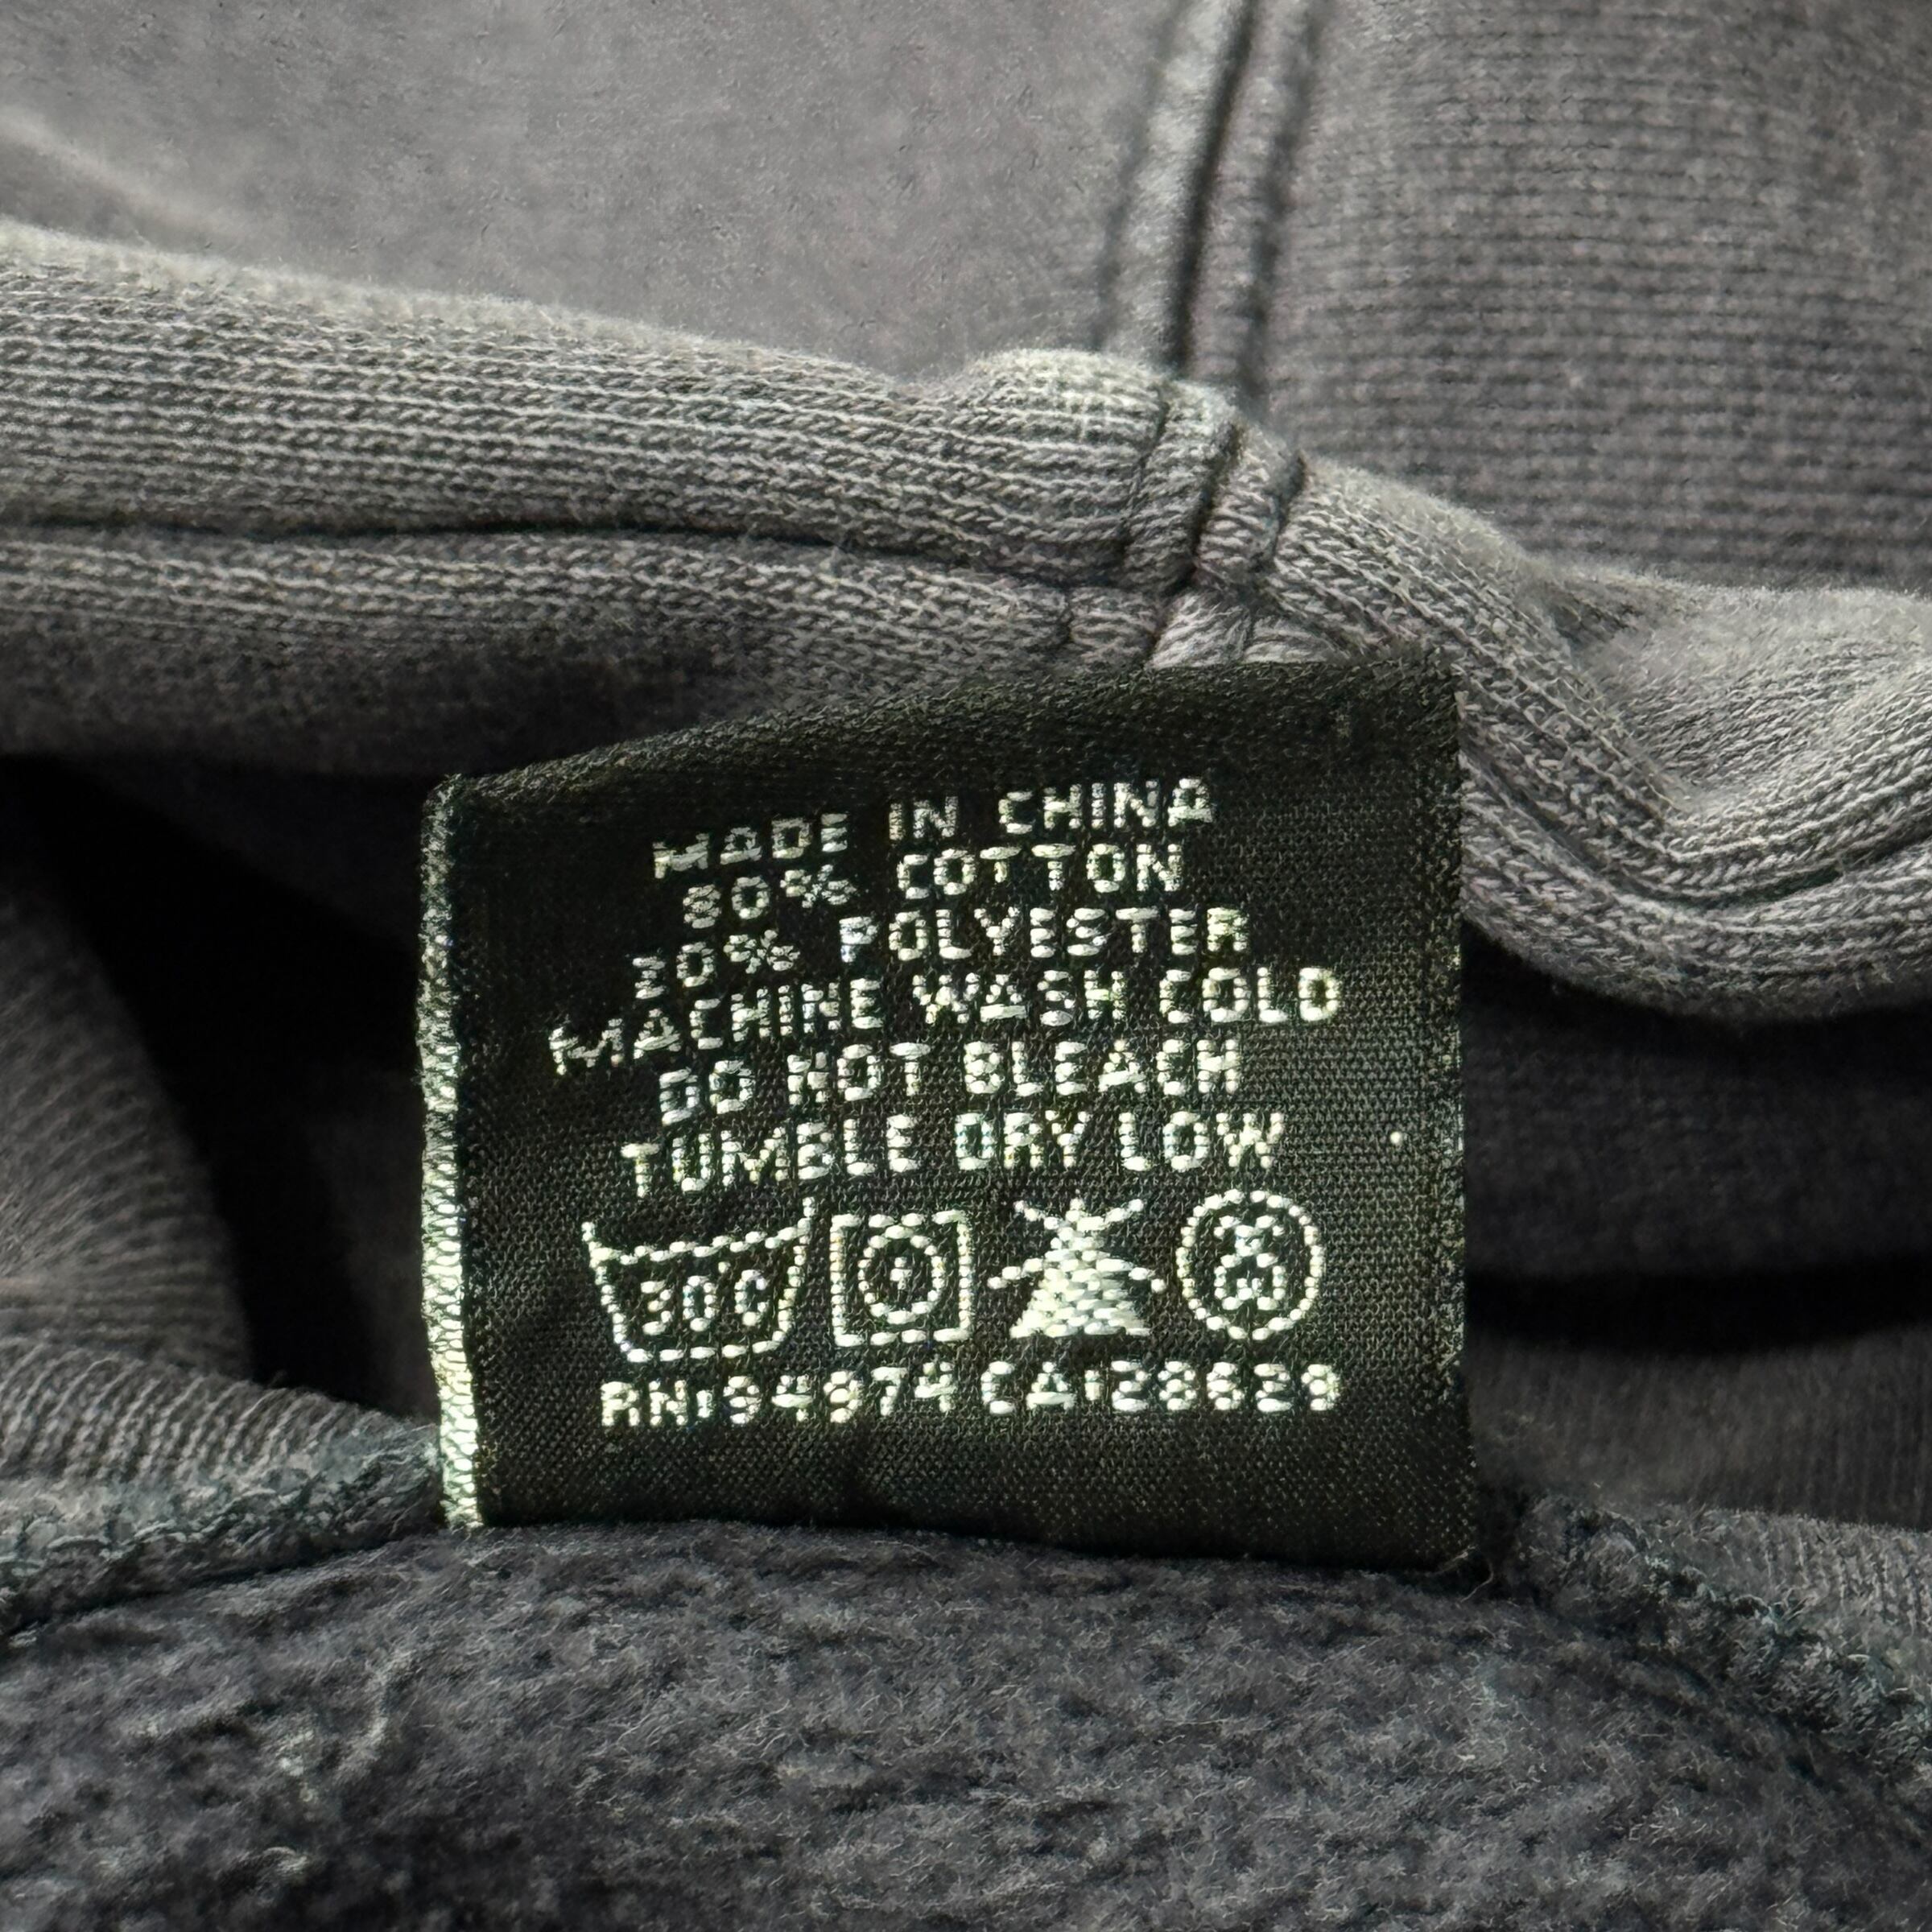 MADE IN CHINA
80% COTTON
20% POLYESTER
MACHINE WASH COLD
DO NOT BLEACH
TUMBLE DRY LOW
30°C
RN:94974 CA:28629